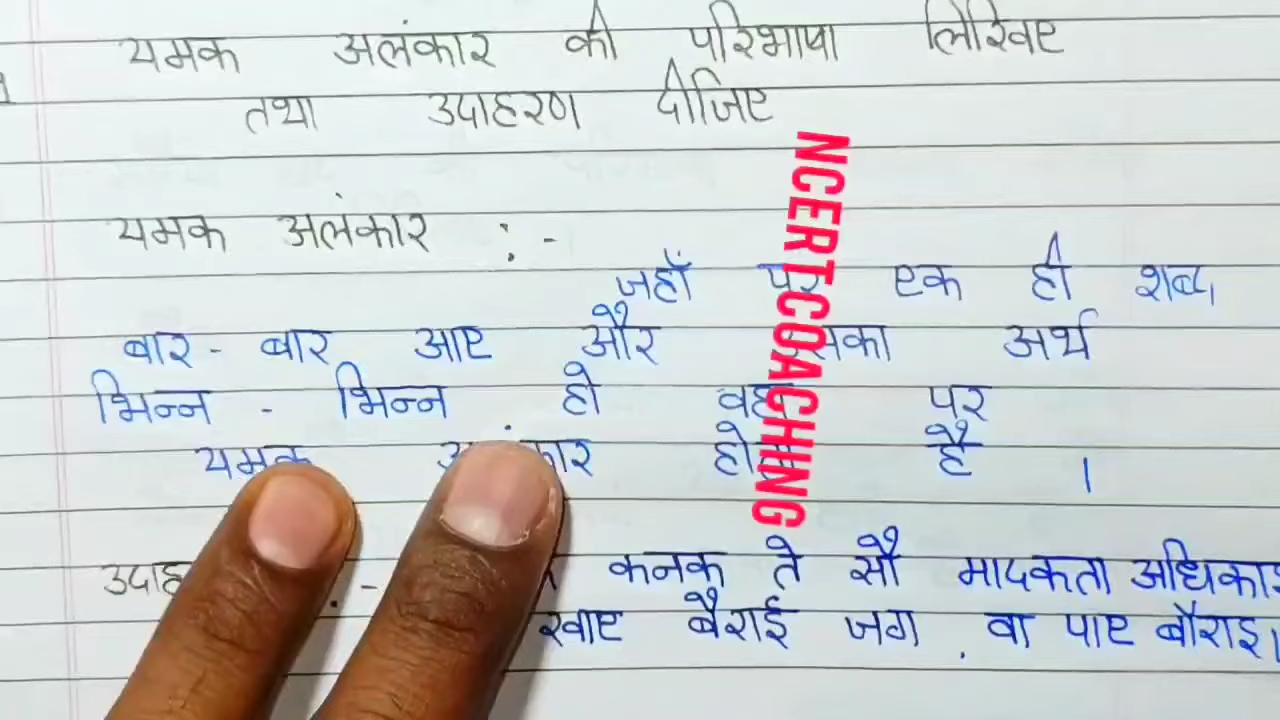 यमक अलंकार की परिभाषा लिखिए
तथा उदाहरण दीजिए
यमक अलंकार :-
जहाँ पर एक ही शब्द
बार - बार आए और उसका अर्थ
भिन्न - भिन्न हो वहाँ पर
यमक अलंकार होता है ।
:- कनक ते सौ मादकता
खाए बैराई जग . वा पाए बौराइ।
NCERT COACHING